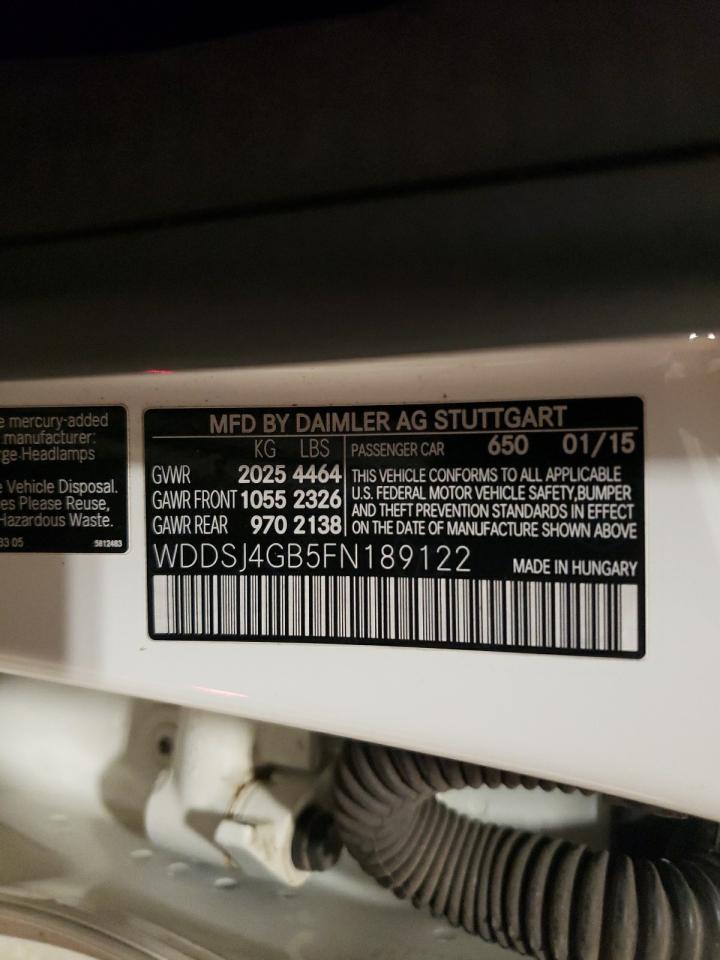 e mercury-added
manufacturer:
rge Headlamps
e Vehicle Disposal.
es Please Reuse,
Hazardous Waste.
33 05
5812483
MFD BY DAIMLER AG STUTTGART
KG LBS
GVWR 2025 4464
GAWR FRONT 1055 2326
GAWR REAR 970 2138
PASSENGER CAR 650 01/15
THIS VEHICLE CONFORMS TO ALL APPLICABLE
U.S. FEDERAL MOTOR VEHICLE SAFETY,BUMPER
AND THEFT PREVENTION STANDARDS IN EFFECT
ON THE DATE OF MANUFACTURE SHOWN ABOVE
WDDSJ4GB5FN189122
MADE IN HUNGARY